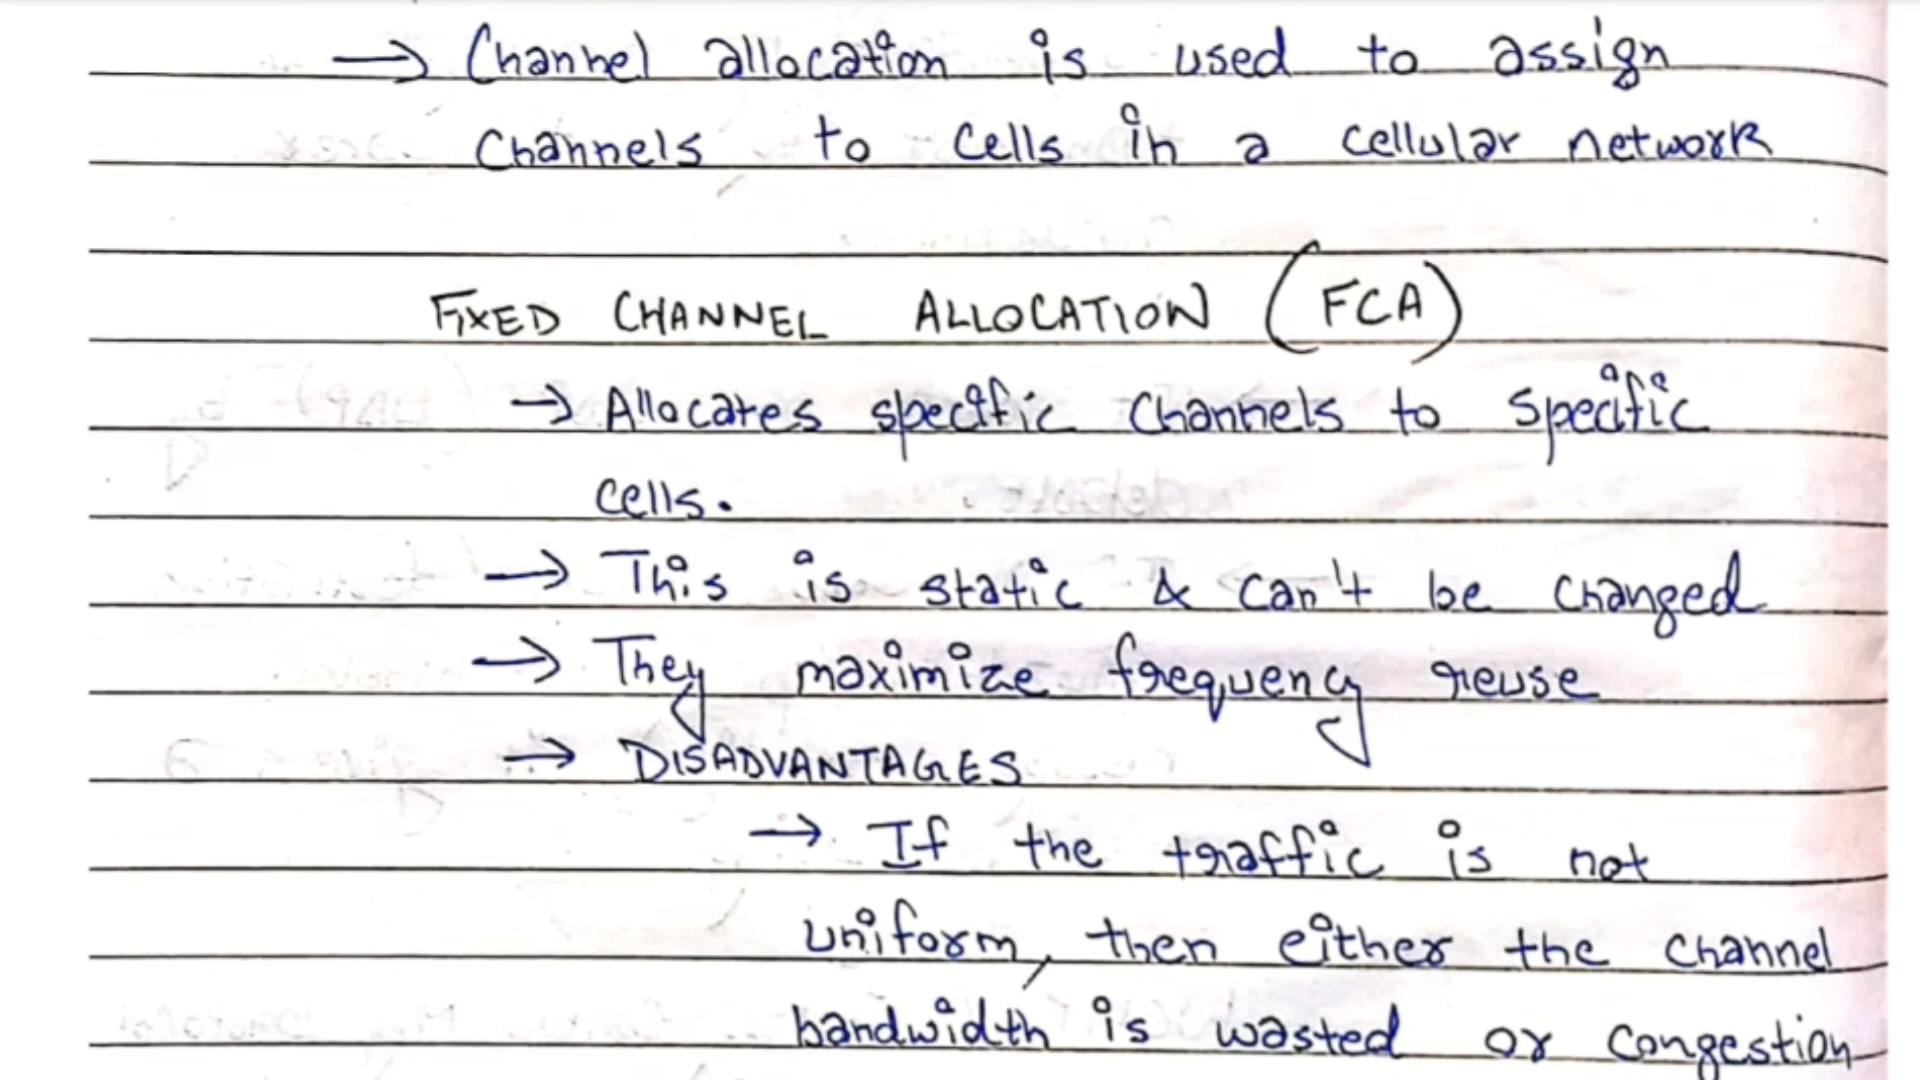 → Channel allocation is used to assign
channels to cells in a cellular network
FIXED CHANNEL ALLOCATION (FCA)
→ Allocates specific channels to specific
cells.
→ This is static & can't be changed
→ They maximize frequency reuse
→ DISADVANTAGES
→ If the traffic is not
uniform, then either the channel
bandwidth is wasted or congestion